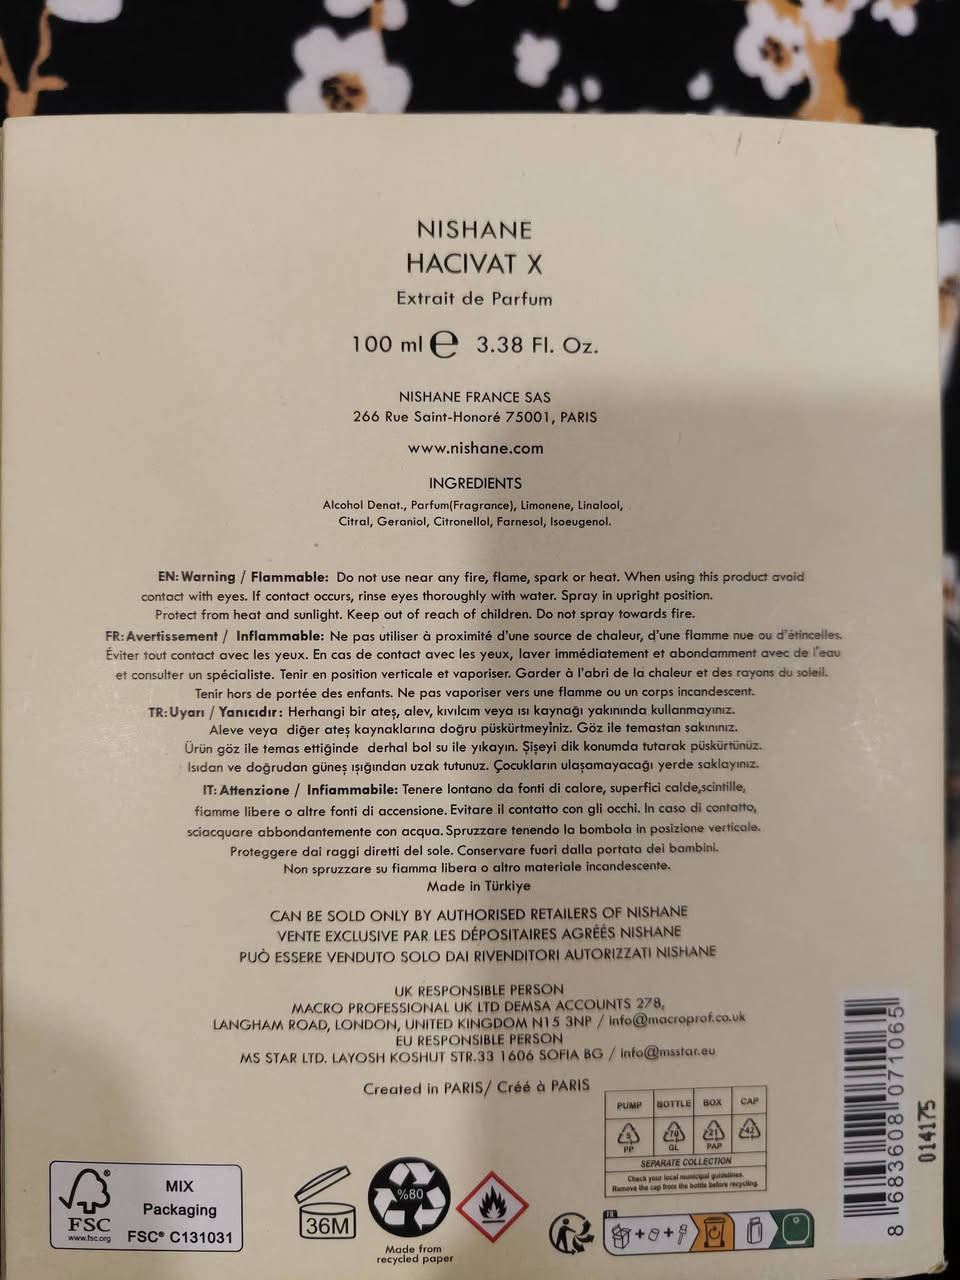 NISHANE
HACIVAT X
Extrait de Parfum
100 ml ℮ 3.38 Fl. Oz.
NISHANE FRANCE SAS
266 Rue Saint-Honoré 75001, PARIS
www.nishane.com
INGREDIENTS
Alcohol Denat., Parfum(Fragrance), Limonene, Linalool,
Citral, Geraniol, Citronellol, Farnesol, Isoeugenol.
EN: Warning / Flammable: Do not use near any fire, flame, spark or heat. When using this product avoid
contact with eyes. If contact occurs, rinse eyes thoroughly with water. Spray in upright position.
Protect from heat and sunlight. Keep out of reach of children. Do not spray towards fire.
FR: Avertissement / Inflammable: Ne pas utiliser à proximité d'une source de chaleur, d'une flamme nue ou d'étincelles.
Éviter tout contact avec les yeux. En cas de contact avec les yeux, laver immédiatement et abondamment avec de l'eau
et consulter un spécialiste. Tenir en position verticale et vaporiser. Garder à l'abri de la chaleur et des rayons du soleil.
Tenir hors de portée des enfants. Ne pas vaporiser vers une flamme ou un corps incandescent.
TR: Uyarı / Yanıcıdır: Herhangi bir ateş, alev, kıvılcım veya ısı kaynağı yakınında kullanmayınız.
Aleve veya diğer ateş kaynaklarına doğru püskürtmeyiniz. Göz ile temastan sakınınız.
Ürün göz ile temas ettiğinde derhal bol su ile yıkayın. Şişeyi dik konumda tutarak püskürtünüz.
Isıdan ve doğrudan güneş ışığından uzak tutunuz. Çocukların ulaşamayacağı yerde saklayınız.
IT: Attenzione / Infiammabile: Tenere lontano da fonti di calore, superfici calde,scintille,
fiamme libere o altre fonti di accensione. Evitare il contatto con gli occhi. In caso di contatto,
sciacquare abbondantemente con acqua. Spruzzare tenendo la bombola in posizione verticale.
Proteggere dai raggi diretti del sole. Conservare fuori dalla portata dei bambini.
Non spruzzare su fiamma libera o altro materiale incandescente.
Made in Türkiye
CAN BE SOLD ONLY BY AUTHORISED RETAILERS OF NISHANE
VENTE EXCLUSIVE PAR LES DÉPOSITAIRES AGRÉÉS NISHANE
PUÒ ESSERE VENDUTO SOLO DAI RIVENDITORI AUTORIZZATI NISHANE
UK RESPONSIBLE PERSON
MACRO PROFESSIONAL UK LTD DEMSA ACCOUNTS 278,
LANGHAM ROAD, LONDON, UNITED KINGDOM N15 3NP / info@macroprof.co.uk
EU RESPONSIBLE PERSON
MS STAR LTD. LAYOSH KOSHUT STR.33 1606 SOFIA BG / info@msstar.eu
Created in PARIS/ Créé à PARIS
PUMP BOTTLE BOX CAP
5 70 21 42
PP GL PAP
SEPARATE COLLECTION
Check your local municipal guidelines.
Remove the cap from the bottle before recycling.
8 683608 071065
014175
FSC®
www.fsc.org
MIX
Packaging
FSC® C131031
36M
%80
Made from
recycled paper
FR